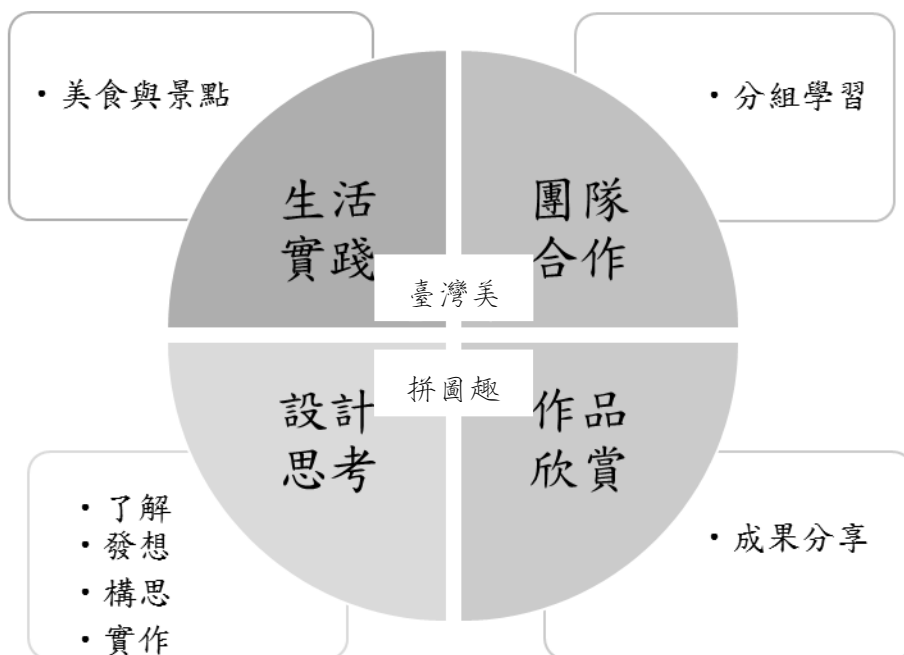 • 美食與景點
• 分組學習
生活
實踐
團隊
合作
臺灣美
拼圖趣
設計
思考
作品
欣賞
• 了解
• 發想
• 構思
• 實作
• 成果分享